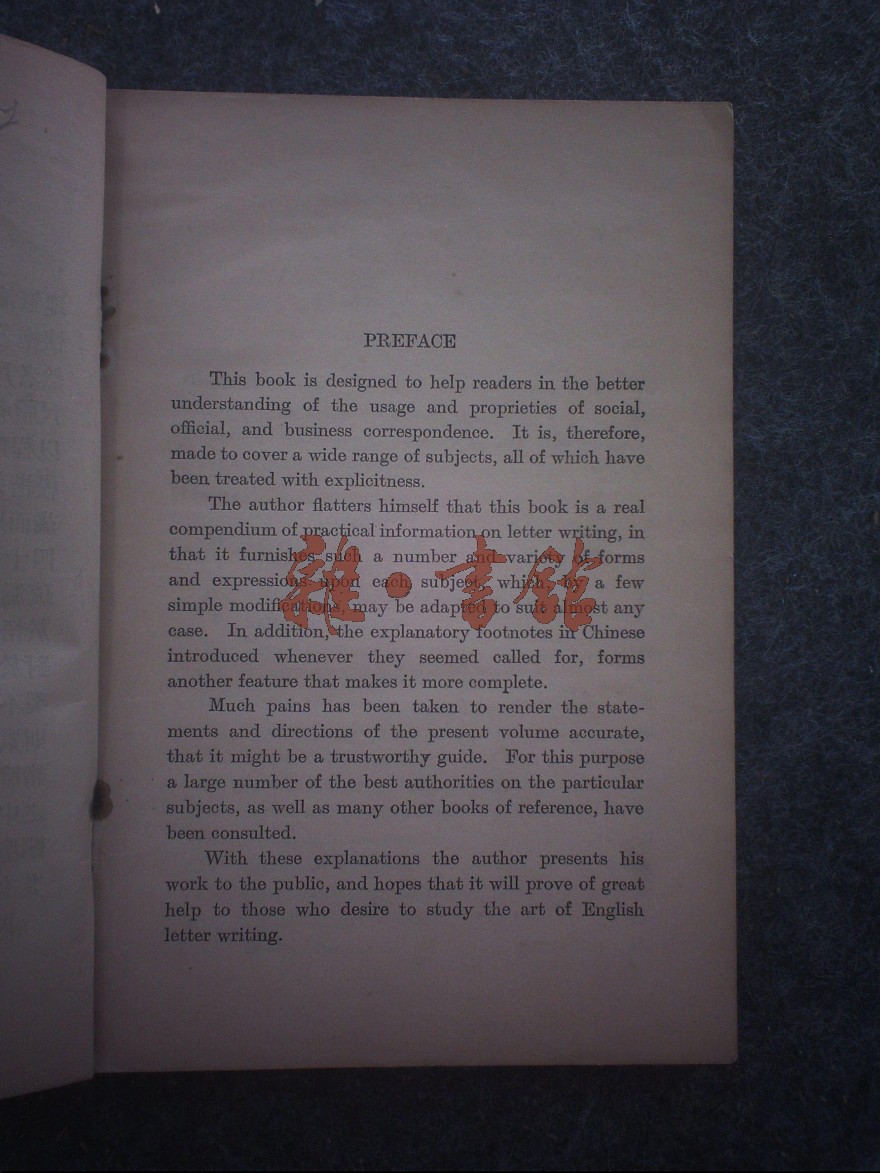 PREFACE
This book is designed to help readers in the better
understanding of the usage and proprieties of social,
official, and business correspondence. It is, therefore,
made to cover a wide range of subjects, all of which have
been treated with explicitness.
The author flatters himself that this book is a real
compendium of practical information on letter writing, in
that it furnishes such a number and variety of forms
and expressions upon each subject, which, by a few
simple modifications, may be adapted to suit almost any
case. In addition, the explanatory footnotes in Chinese
introduced whenever they seemed called for, forms
another feature that makes it more complete.
Much pains has been taken to render the state-
ments and directions of the present volume accurate,
that it might be a trustworthy guide. For this purpose
a large number of the best authorities on the particular
subjects, as well as many other books of reference, have
been consulted.
With these explanations the author presents his
work to the public, and hopes that it will prove of great
help to those who desire to study the art of English
letter writing.
雜·書館